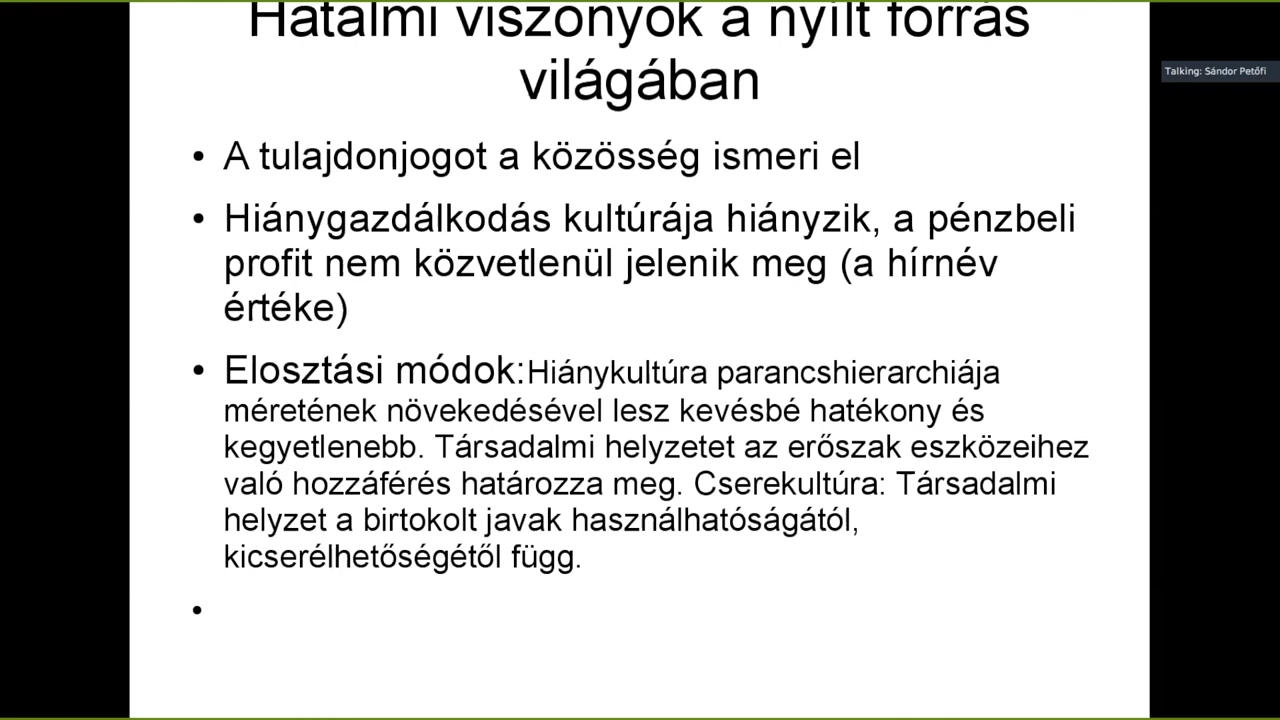 Hatalmi viszonyok a nyílt forrás
világában
Talking: Sándor Petőfi
• A tulajdonjogot a közösség ismeri el
• Hiánygazdálkodás kultúrája hiányzik, a pénzbeli
profit nem közvetlenül jelenik meg (a hírnév
értéke)
• Elosztási módok:Hiánykultúra parancshierarchiája
méretének növekedésével lesz kevésbé hatékony és
kegyetlenebb. Társadalmi helyzetet az erőszak eszközeihez
való hozzáférés határozza meg. Cserekultúra: Társadalmi
helyzet a birtokolt javak használhatóságától,
kicserélhetőségétől függ.
•